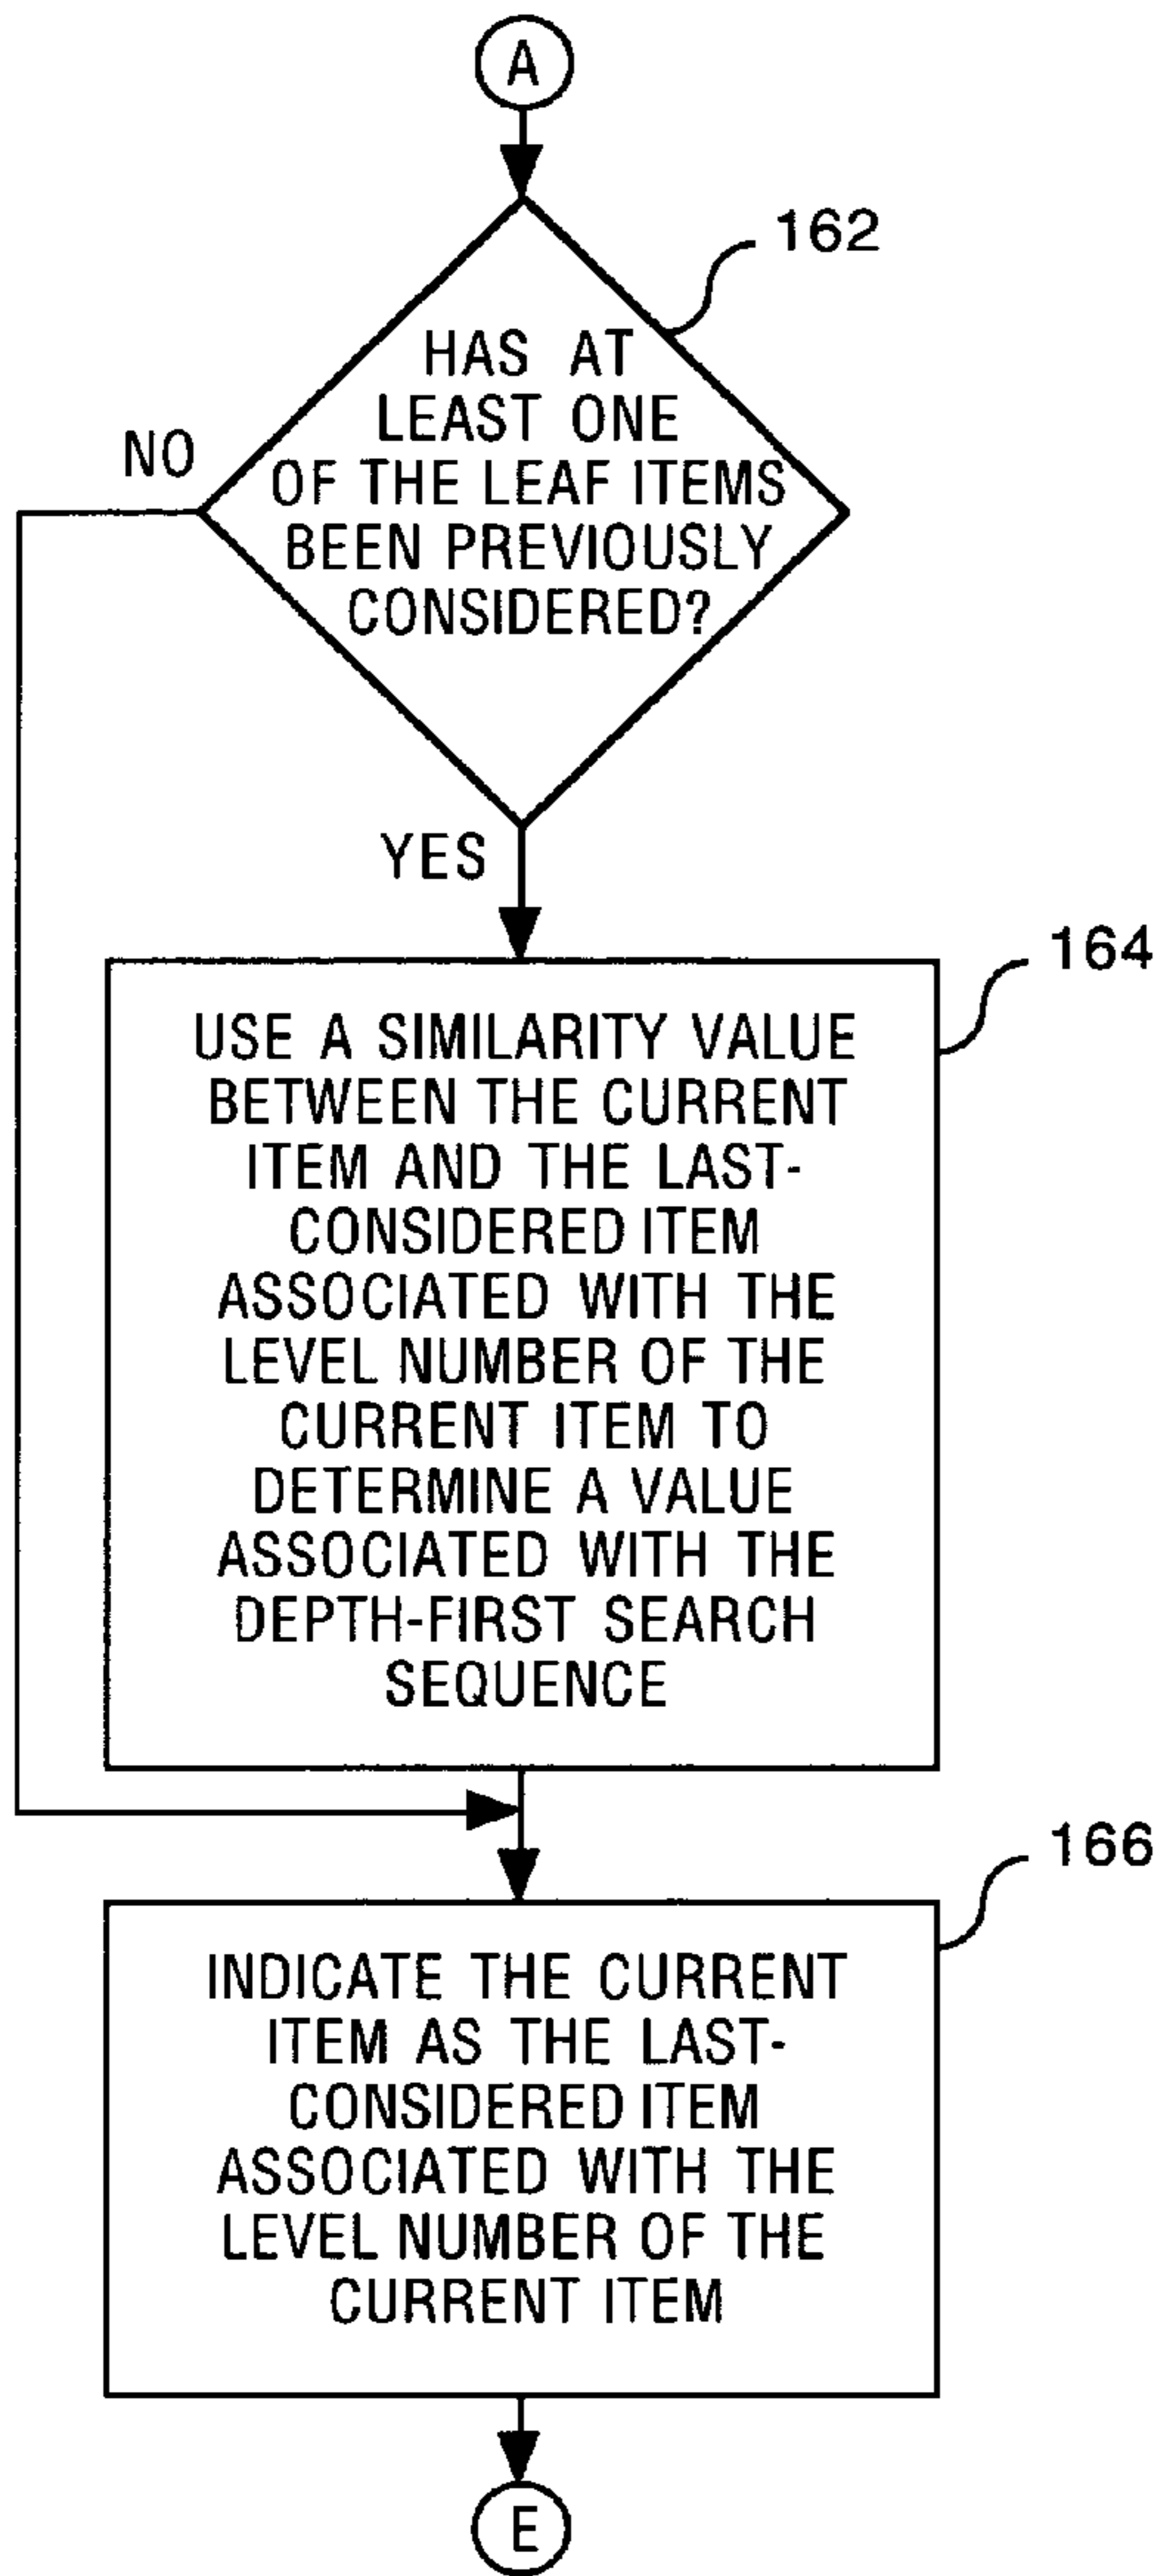 A
162
HAS AT
LEAST ONE
OF THE LEAF ITEMS
BEEN PREVIOUSLY
CONSIDERED?
NO
YES
164
USE A SIMILARITY VALUE
BETWEEN THE CURRENT
ITEM AND THE LAST-
CONSIDERED ITEM
ASSOCIATED WITH THE
LEVEL NUMBER OF THE
CURRENT ITEM TO
DETERMINE A VALUE
ASSOCIATED WITH THE
DEPTH-FIRST SEARCH
SEQUENCE
166
INDICATE THE CURRENT
ITEM AS THE LAST-
CONSIDERED ITEM
ASSOCIATED WITH THE
LEVEL NUMBER OF THE
CURRENT ITEM
E